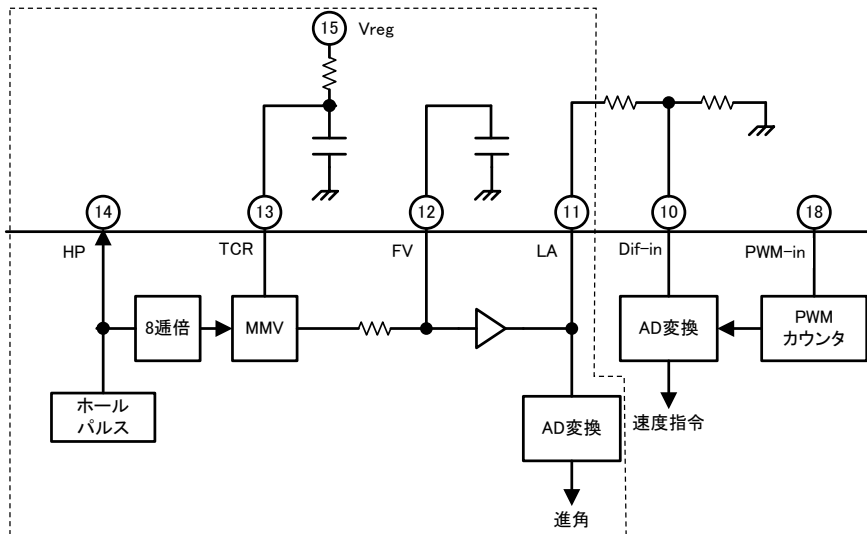 15 Vreg
14
13
12
11
10
18
HP
TCR
FV
LA
Dif-in
PWM-in
8逓倍
MMV
AD変換
PWM
カウンタ
ホール
パルス
AD変換
速度指令
進角